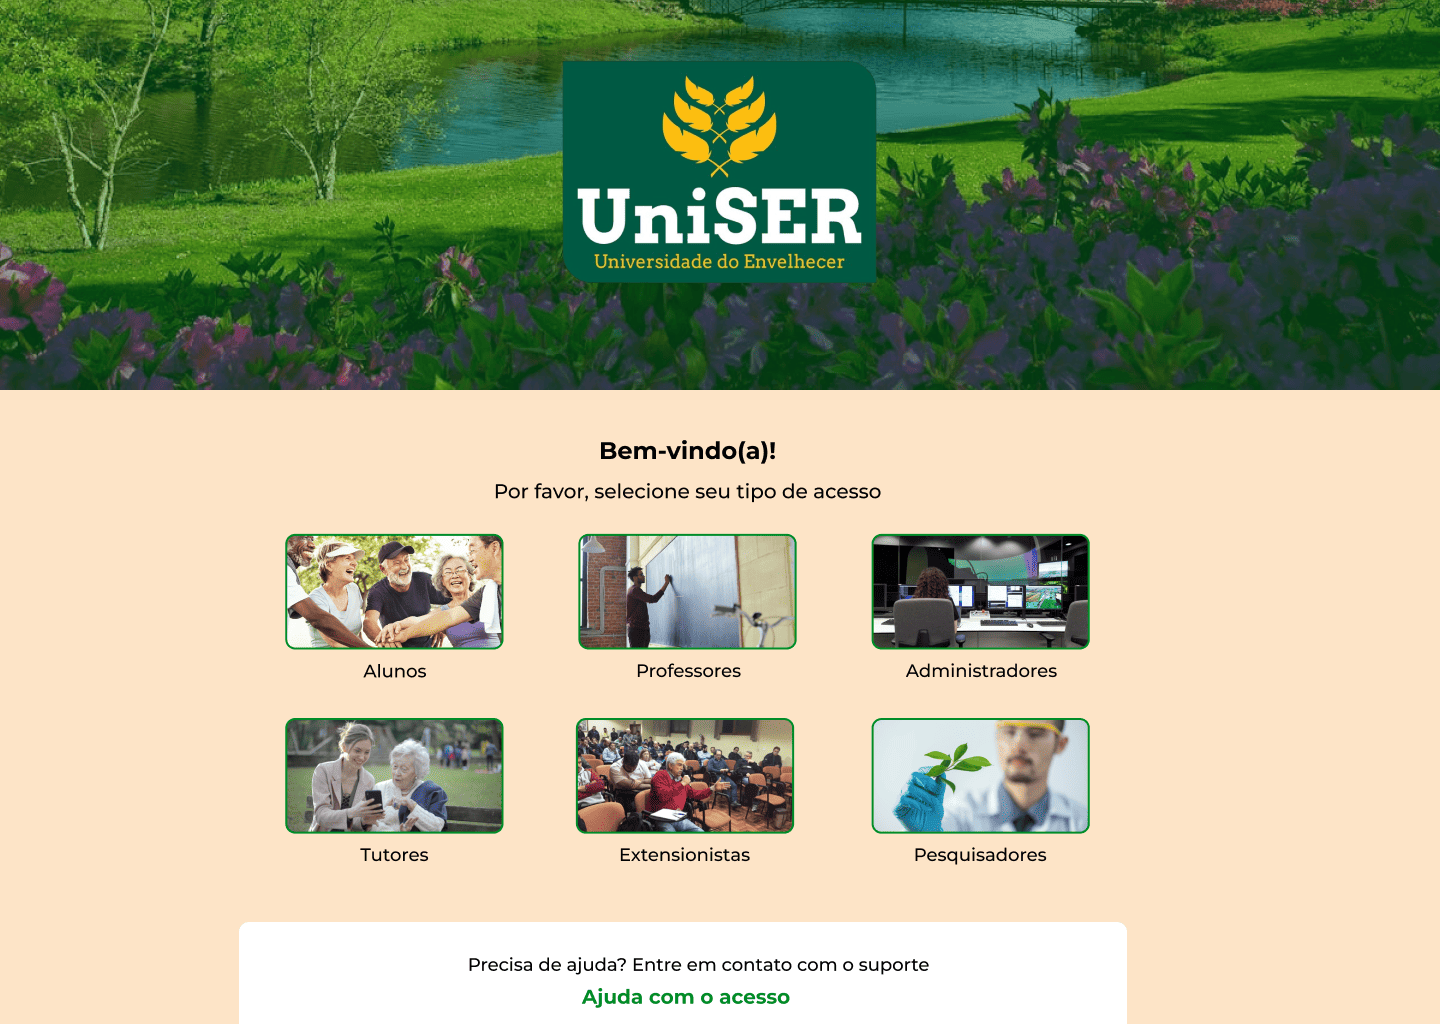 UniSER
Universidade do Envelhecer
Bem-vindo(a)!
Por favor, selecione seu tipo de acesso
Alunos
Professores
Administradores
Tutores
Extensionistas
Pesquisadores
Precisa de ajuda? Entre em contato com o suporte
Ajuda com o acesso